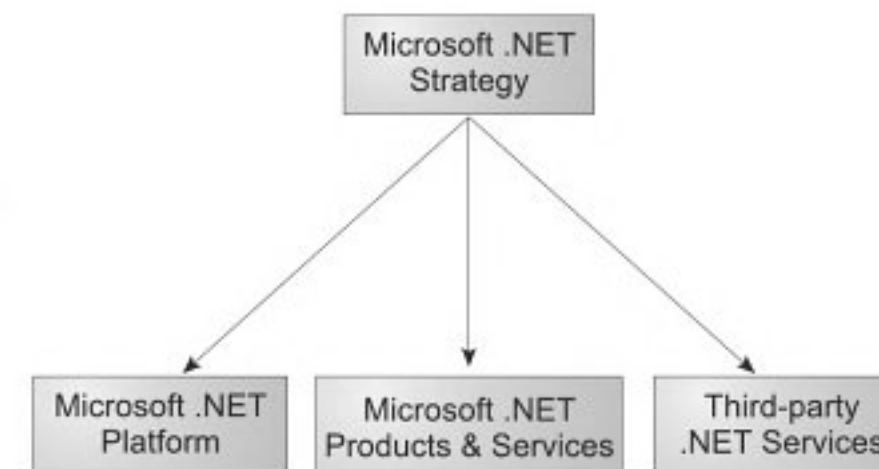 Microsoft .NET
Strategy
Microsoft .NET
Platform
Microsoft .NET
Products & Services
Third-party
.NET Services